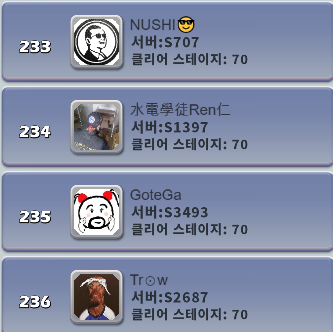 233
NUSHI😎
서버:S707
클리어 스테이지: 70
234
水電學徒Ren仁
서버:S1397
클리어 스테이지: 70
235
GoteGa
서버:S3493
클리어 스테이지: 70
236
Tr⊙w
서버:S2687
클리어 스테이지: 70